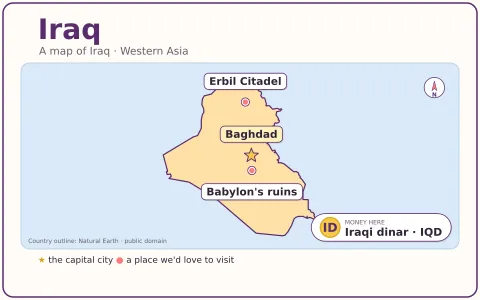 Iraq
A map of Iraq · Western Asia
Erbil Citadel
N
Baghdad
Babylon's ruins
ID
MONEY HERE
Iraqi dinar · IQD
Country outline: Natural Earth · public domain
★ the capital city ● a place we'd love to visit